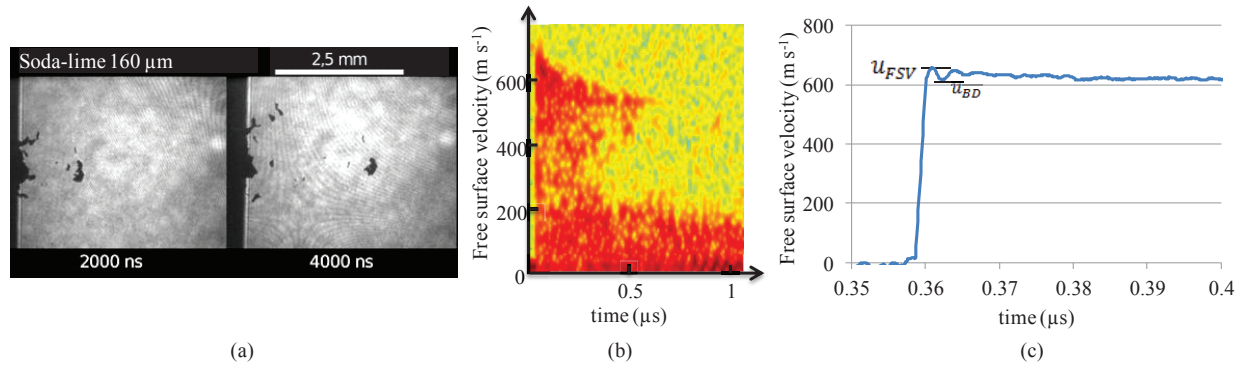 Soda-lime 160 µm
2,5 mm
2000 ns
4000 ns
(a)
Free surface velocity (m s⁻¹)
600
400
200
0
0.5
1
time (µs)
(b)
Free surface velocity (m s⁻¹)
800
600
400
200
0
u_FSV
u_BD
0.35
0.36
0.37
0.38
0.39
0.4
time (µs)
(c)